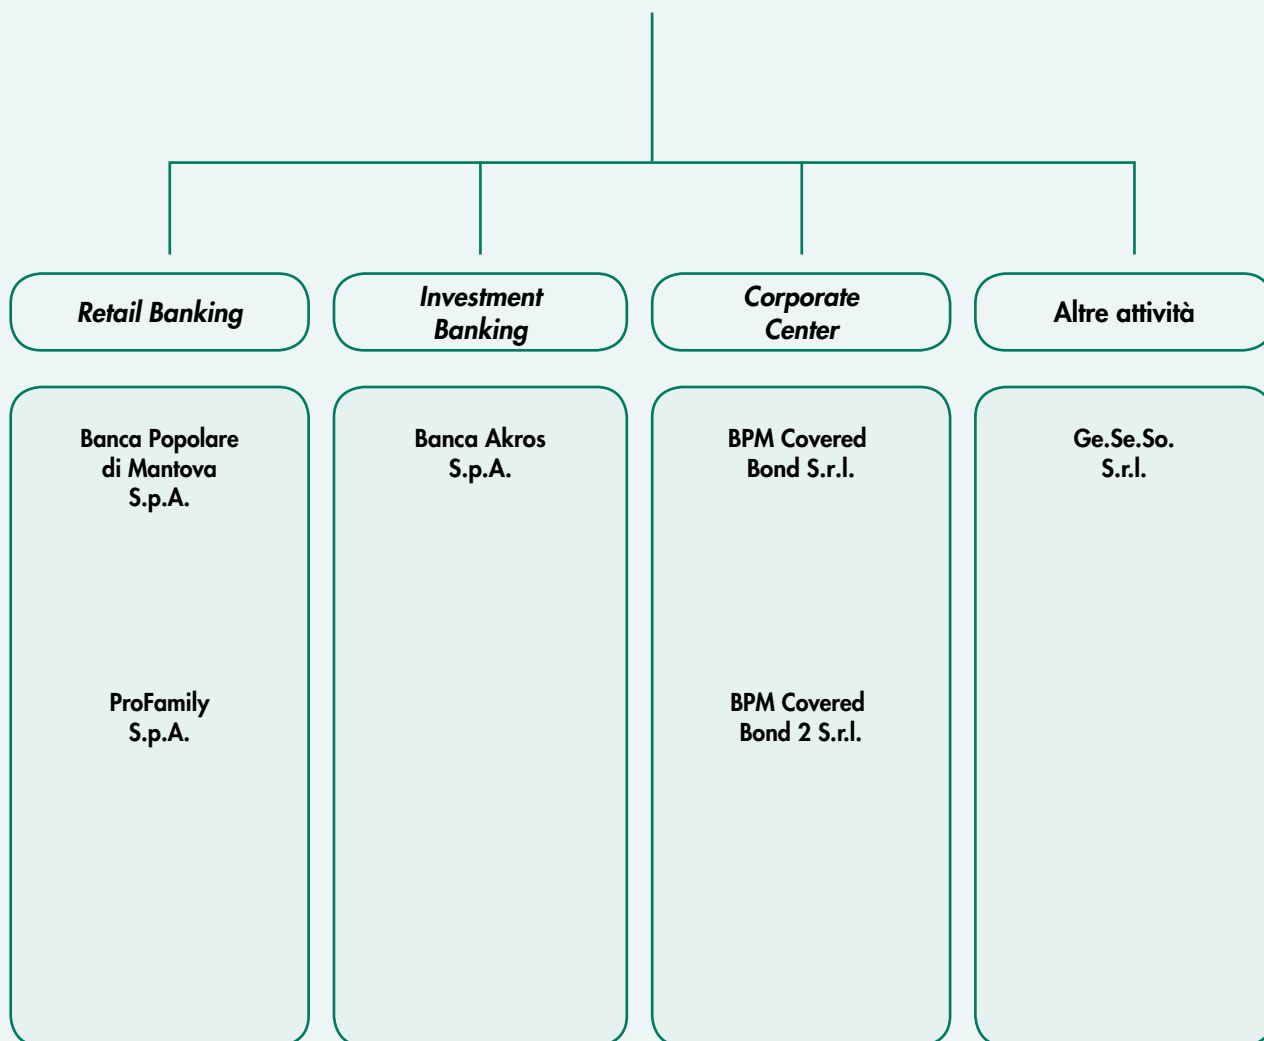 Retail Banking
Investment
Banking
Corporate
Center
Altre attività
Banca Popolare
di Mantova
S.p.A.
ProFamily
S.p.A.
Banca Akros
S.p.A.
BPM Covered
Bond S.r.l.
BPM Covered
Bond 2 S.r.l.
Ge.Se.So.
S.r.l.